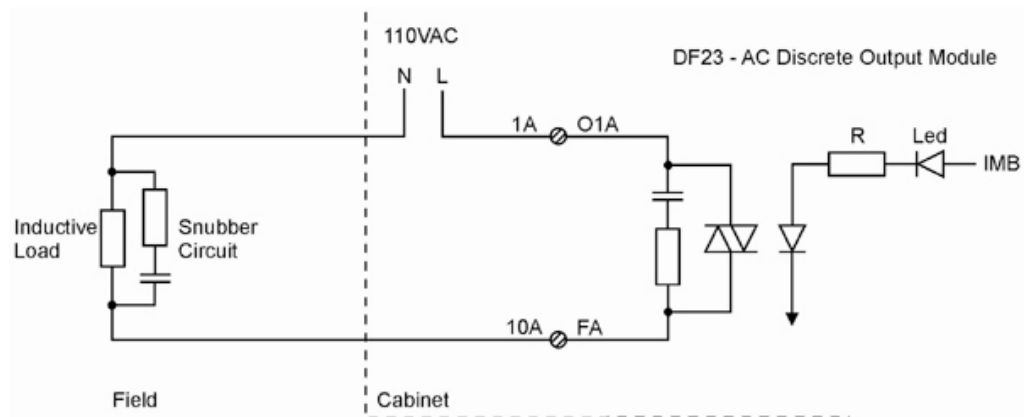 110VAC
DF23 - AC Discrete Output Module
N L
1A O1A
R Led
IMB
Inductive
Load
Snubber
Circuit
10A FA
Field
Cabinet